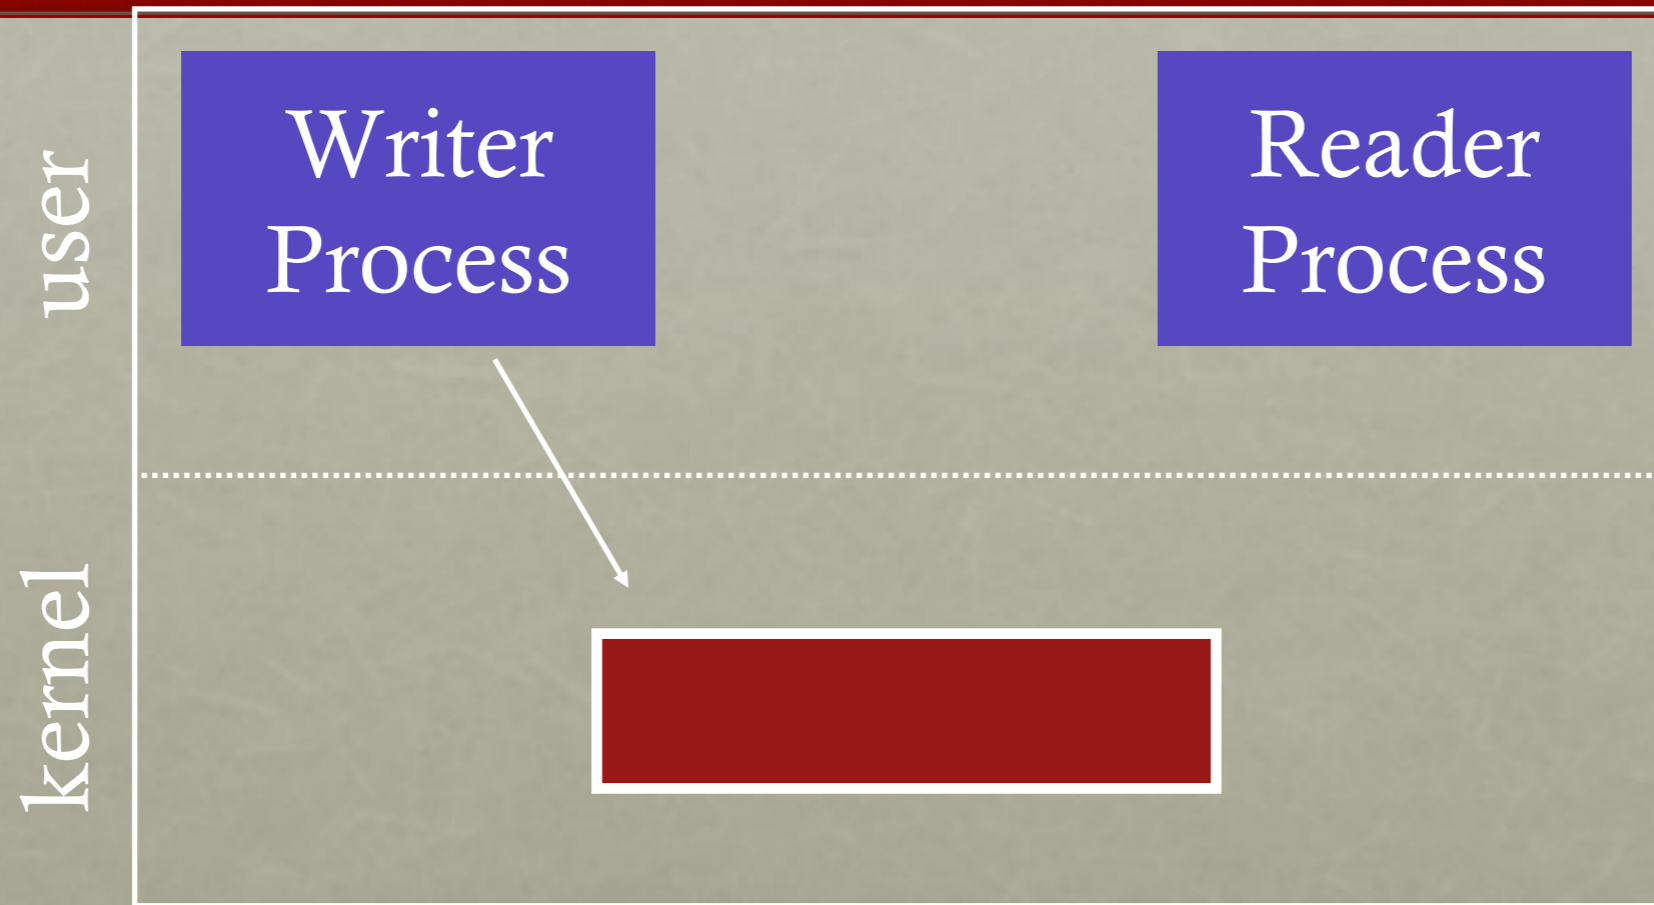 user
Writer
Process
Reader
Process
kernel